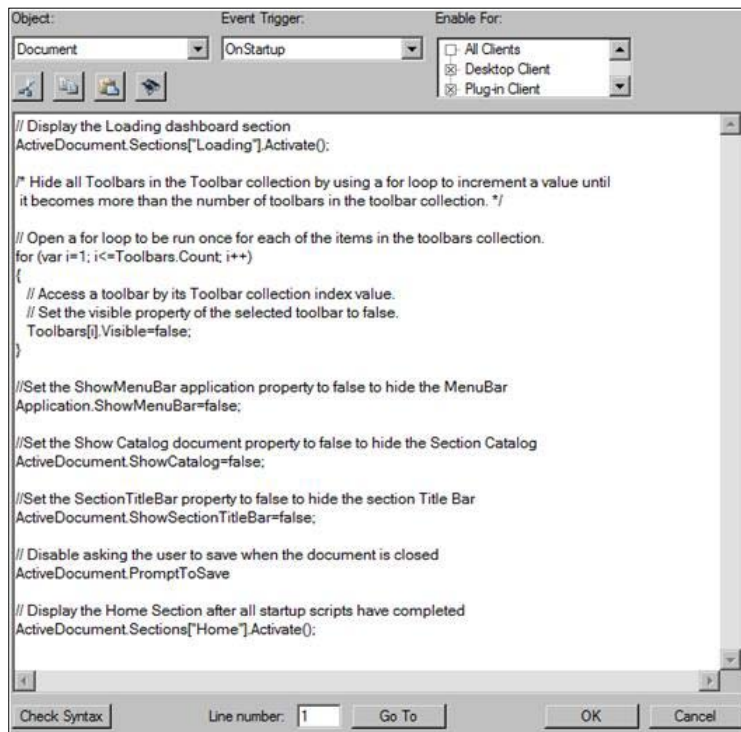 Object: Event Trigger: Enable For:
Document OnStartup All Clients
Desktop Client
Plug-in Client
// Display the Loading dashboard section
ActiveDocument.Sections["Loading"].Activate();
/* Hide all Toolbars in the Toolbar collection by using a for loop to increment a value until
it becomes more than the number of toolbars in the toolbar collection. */
// Open a for loop to be run once for each of the items in the toolbars collection.
for (var i=1; i<=Toolbars.Count; i++)
{
// Access a toolbar by its Toolbar collection index value.
// Set the visible property of the selected toolbar to false.
Toolbars[i].Visible=false;
}
//Set the ShowMenuBar application property to false to hide the MenuBar
Application.ShowMenuBar=false;
//Set the Show Catalog document property to false to hide the Section Catalog
ActiveDocument.ShowCatalog=false;
//Set the SectionTitleBar property to false to hide the section Title Bar
ActiveDocument.ShowSectionTitleBar=false;
// Disable asking the user to save when the document is closed
ActiveDocument.PromptToSave
// Display the Home Section after all startup scripts have completed
ActiveDocument.Sections["Home"].Activate();
Check Syntax Line number: 1 Go To OK Cancel